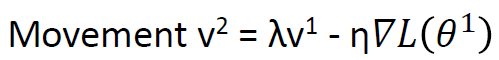 Movement v² = λv¹ - η∇L(θ¹)